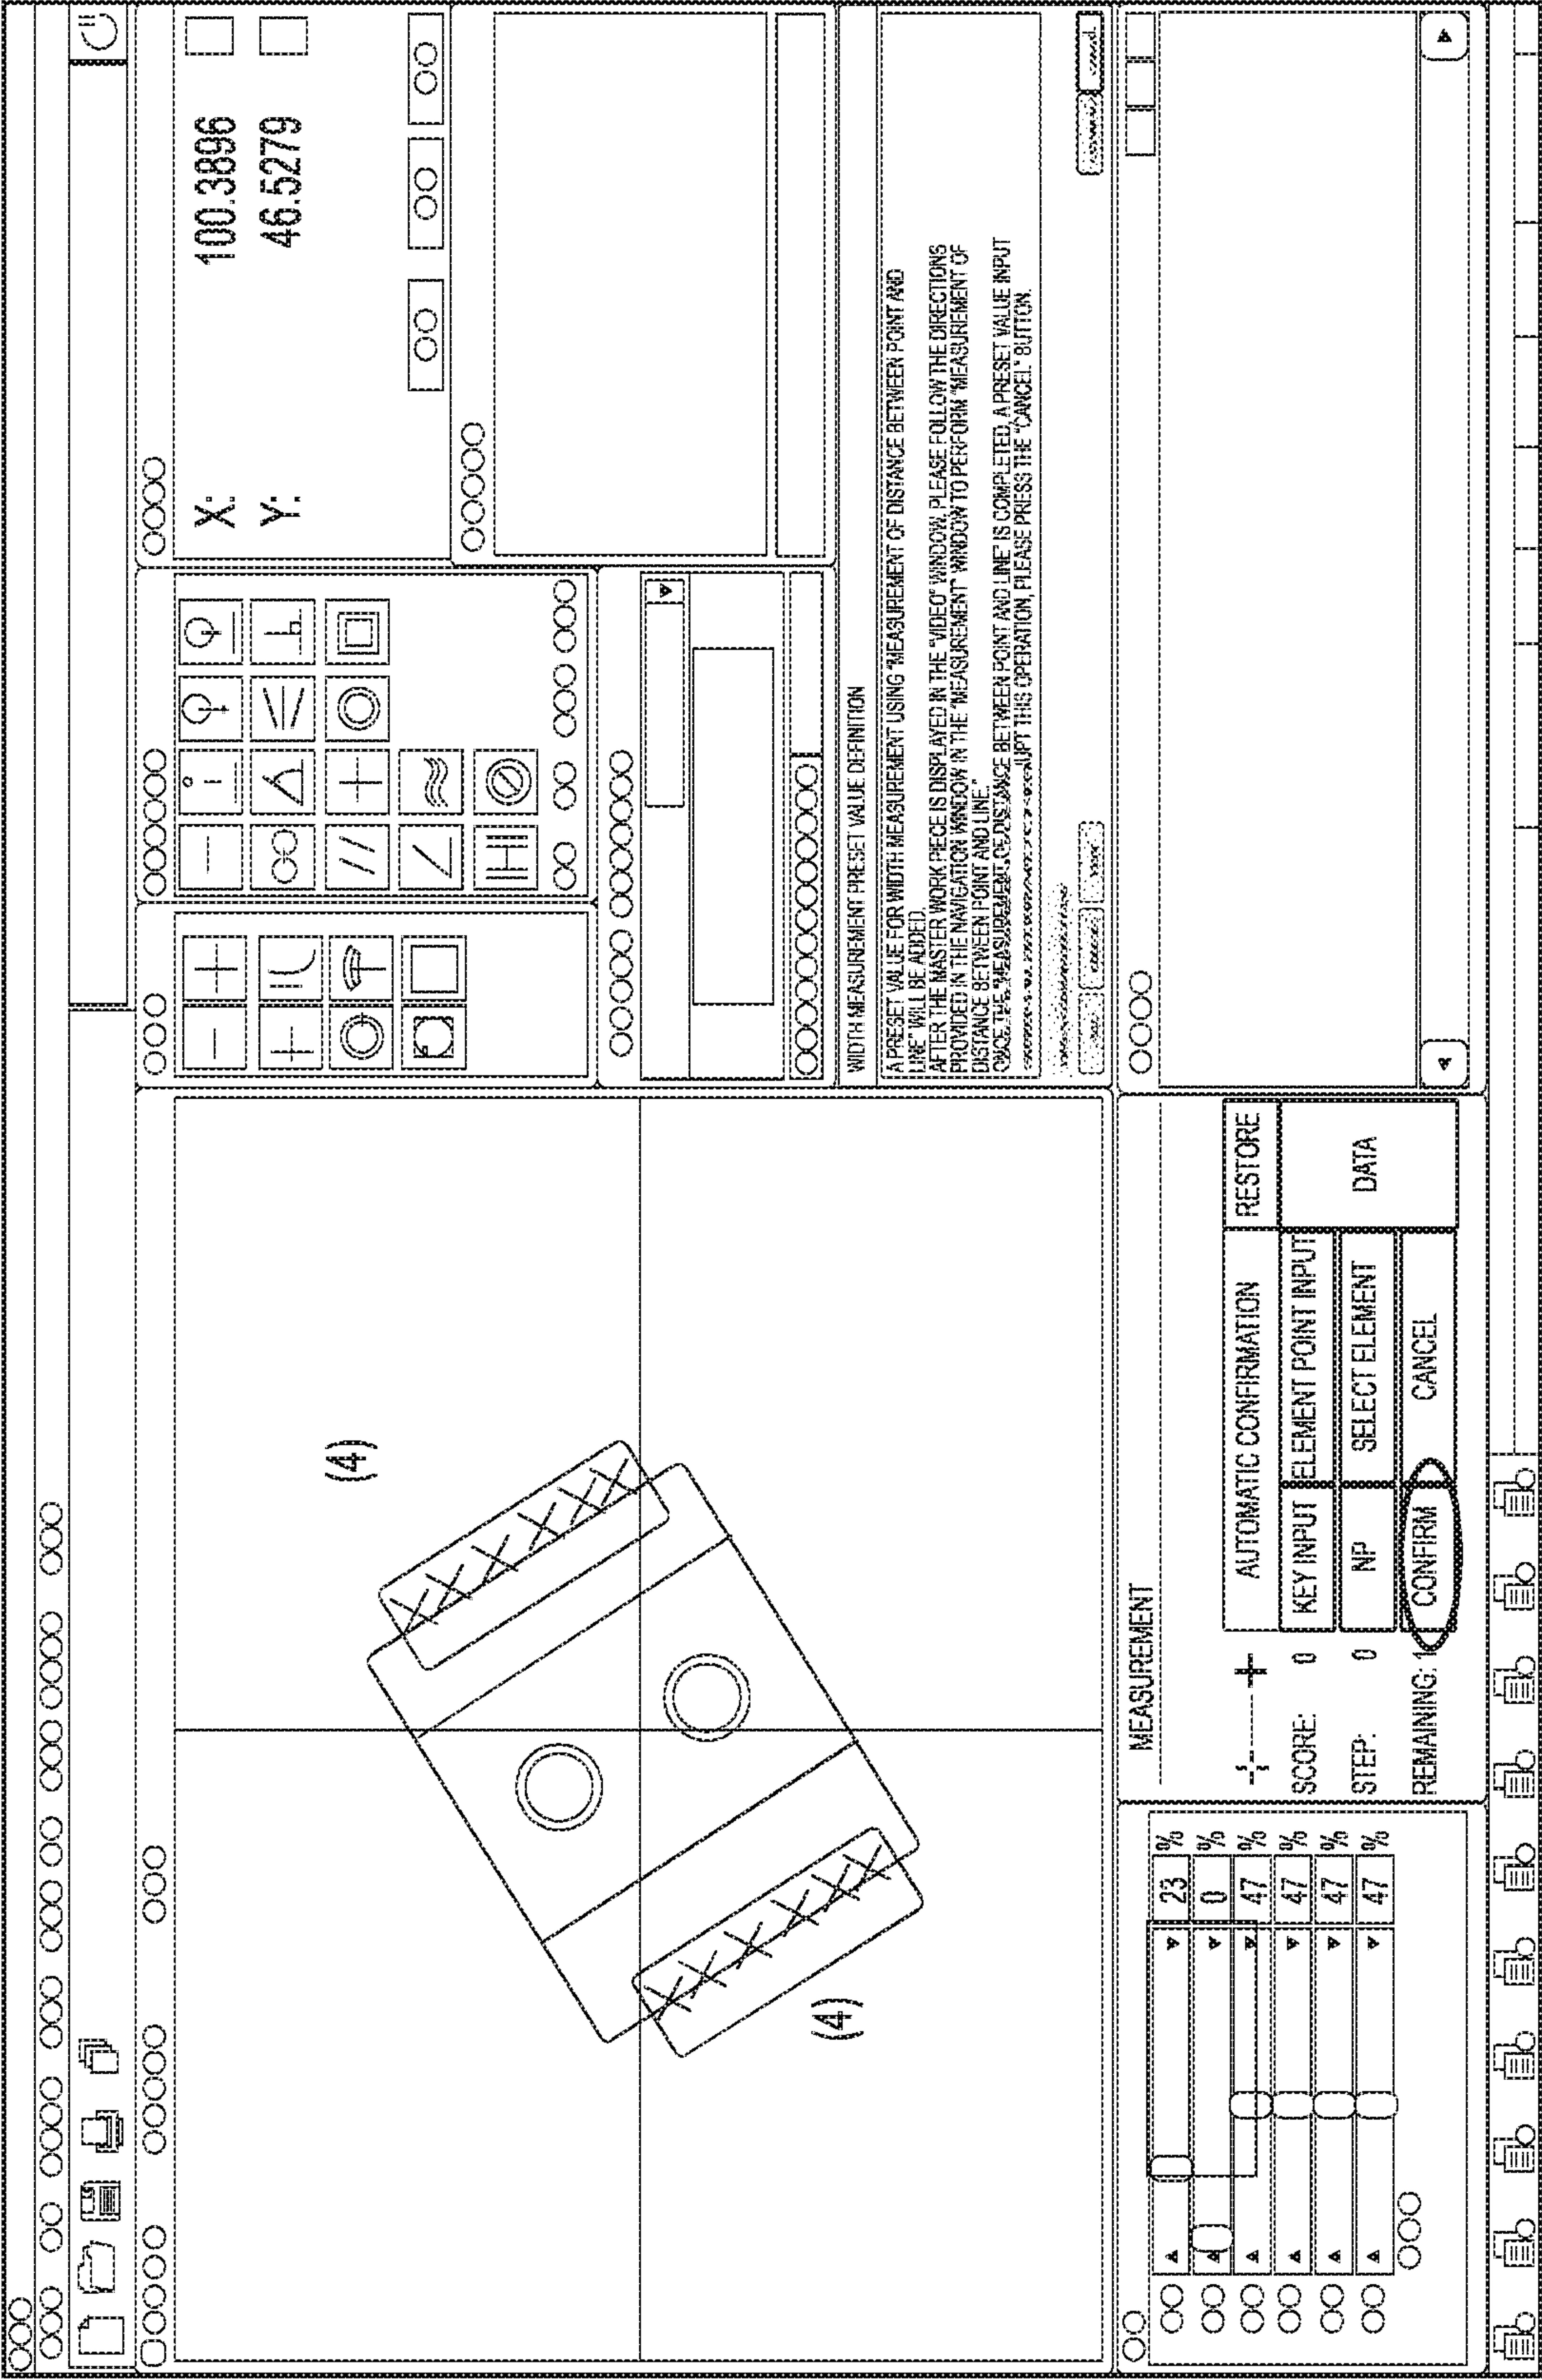 X: 100.3896
Y: 46.5279
(4)
(4)
WIDTH MEASUREMENT PRESET VALUE DEFINITION
A PRESET VALUE FOR WIDTH MEASUREMENT USING "MEASUREMENT OF DISTANCE BETWEEN POINT AND
LINE" WILL BE ADDED.
AFTER THE MASTER WORK PIECE IS DISPLAYED IN THE "VIDEO" WINDOW, PLEASE FOLLOW THE DIRECTIONS
PROVIDED IN THE NAVIGATION WINDOW IN THE "MEASUREMENT" WINDOW TO PERFORM "MEASUREMENT OF
DISTANCE BETWEEN POINT AND LINE."
ONCE THE "MEASUREMENT OF DISTANCE BETWEEN POINT AND LINE" IS COMPLETED, A PRESET VALUE INPUT
THIS OPERATION, PLEASE PRESS THE "CANCEL" BUTTON.
23 %
0 %
47 %
47 %
47 %
47 %
MEASUREMENT
AUTOMATIC CONFIRMATION RESTORE
SCORE: 0 KEY INPUT ELEMENT POINT INPUT
STEP: 0 NP SELECT ELEMENT DATA
REMAINING: 1 CONFIRM CANCEL